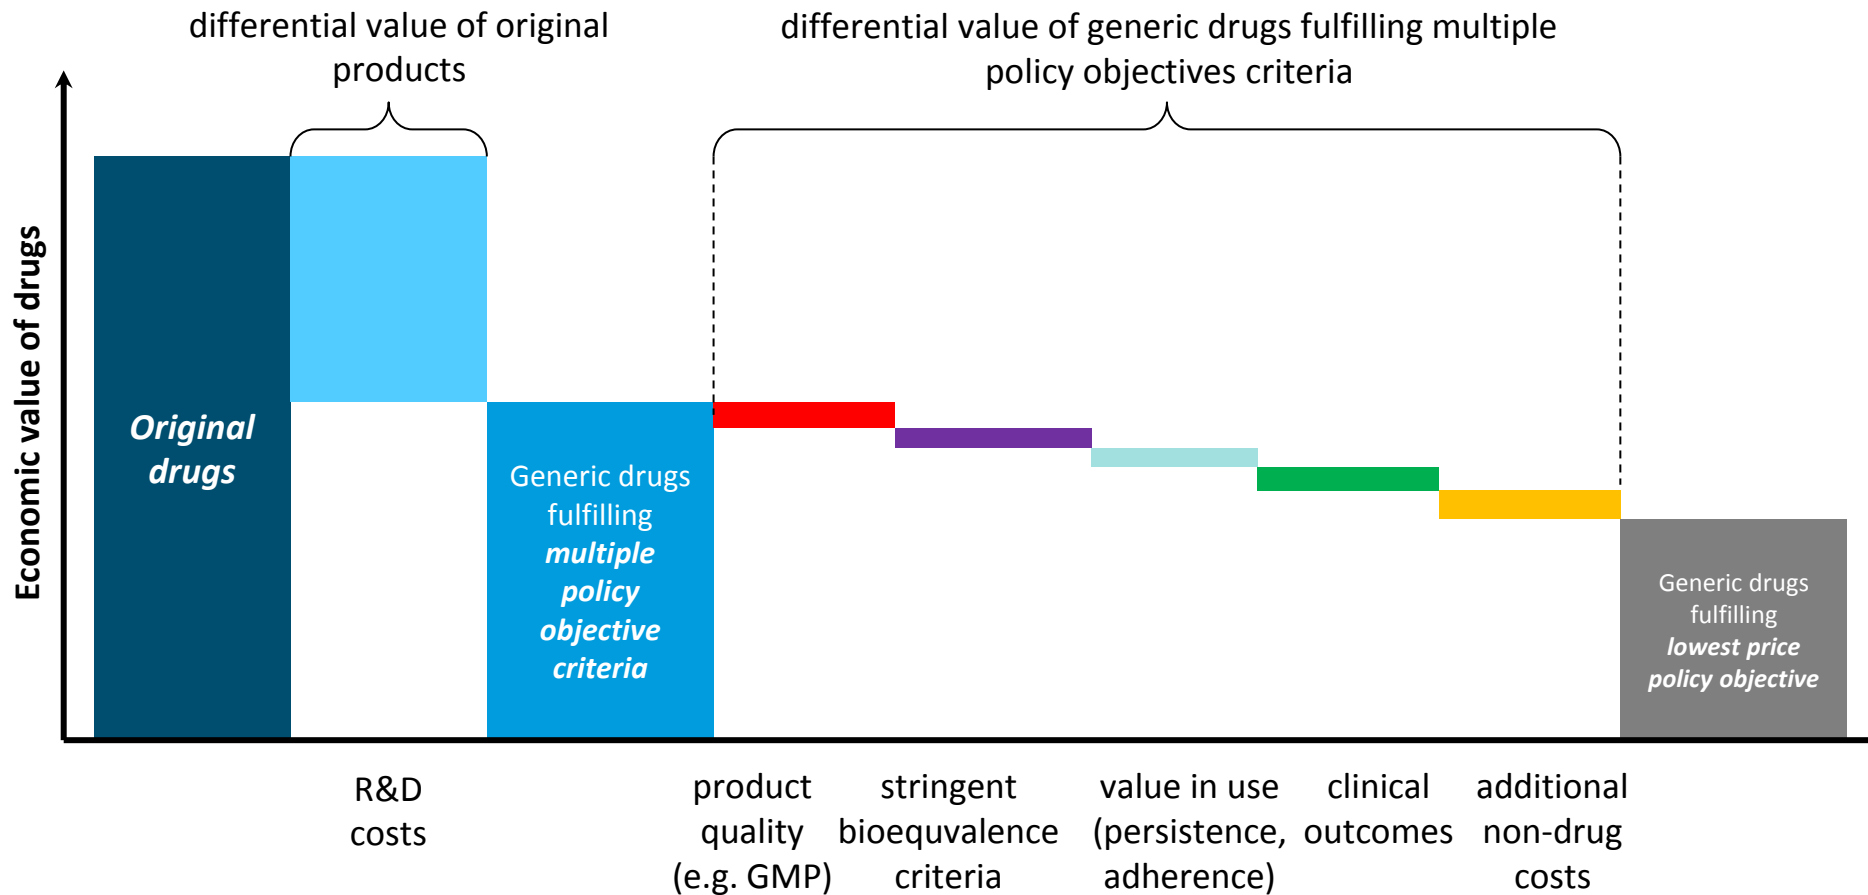 differential value of original
products
differential value of generic drugs fulfilling multiple
policy objectives criteria
Economic value of drugs
Original
drugs
Generic drugs
fulfilling
multiple
policy
objective
criteria
Generic drugs
fulfilling
lowest price
policy objective
R&D
costs
product
quality
(e.g. GMP)
stringent
bioequvalence
criteria
value in use
(persistence,
adherence)
clinical
outcomes
additional
non-drug
costs